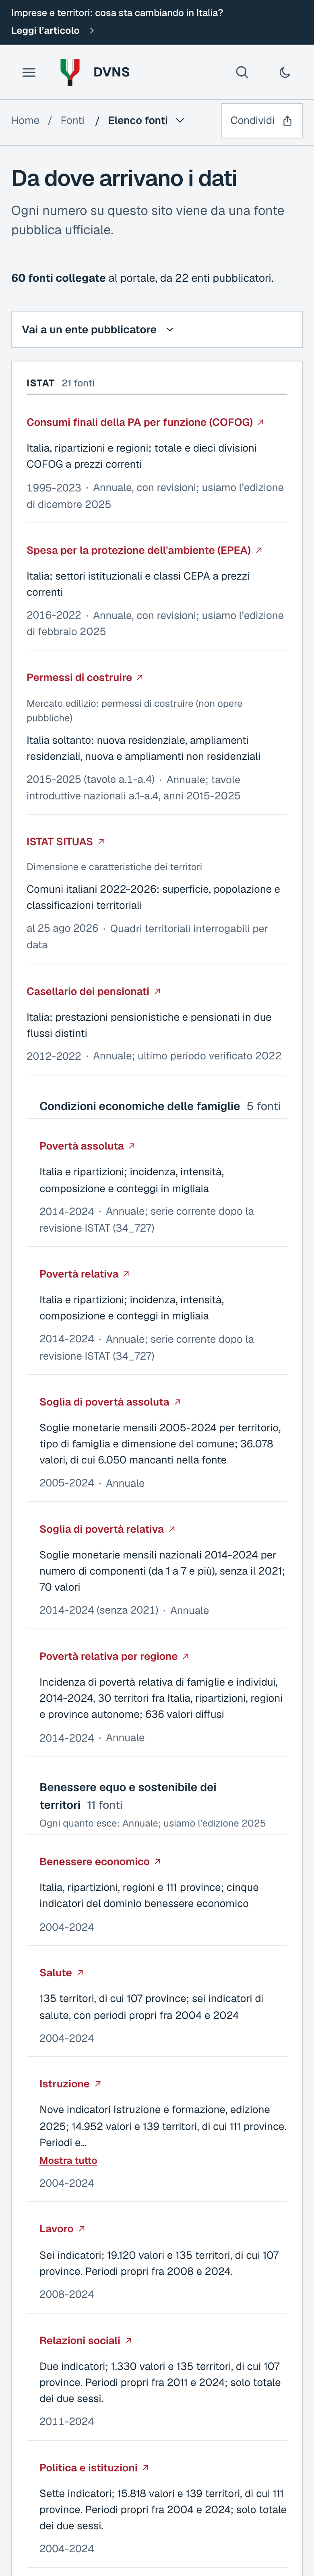 Imprese e territori: cosa sta cambiando in Italia?
Leggi l'articolo
DVNS
Home / Fonti / Elenco fonti
Condividi
Da dove arrivano i dati
Ogni numero su questo sito viene da una fonte
pubblica ufficiale.
60 fonti collegate al portale, da 22 enti pubblicatori.
Vai a un ente pubblicatore
ISTAT 21 fonti
Consumi finali della PA per funzione (COFOG) ↗
Italia, ripartizioni e regioni; totale e dieci divisioni
COFOG a prezzi correnti
1995-2023 · Annuale, con revisioni; usiamo l'edizione
di dicembre 2025
Spesa per la protezione dell'ambiente (EPEA) ↗
Italia; settori istituzionali e classi CEPA a prezzi
correnti
2016-2022 · Annuale, con revisioni; usiamo l'edizione
di febbraio 2025
Permessi di costruire ↗
Mercato edilizio: permessi di costruire (non opere
pubbliche)
Italia soltanto: nuova residenziale, ampliamenti
residenziali, nuova e ampliamenti non residenziali
2015-2025 (tavole a.1-a.4) · Annuale; tavole
introduttive nazionali a.1-a.4, anni 2015-2025
ISTAT SITUAS ↗
Dimensione e caratteristiche dei territori
Comuni italiani 2022-2026: superficie, popolazione e
classificazioni territoriali
al 25 ago 2026 · Quadri territoriali interrogabili per
data
Casellario dei pensionati ↗
Italia; prestazioni pensionistiche e pensionati in due
flussi distinti
2012-2022 · Annuale; ultimo periodo verificato 2022
Condizioni economiche delle famiglie 5 fonti
Povertà assoluta ↗
Italia e ripartizioni; incidenza, intensità,
composizione e conteggi in migliaia
2014-2024 · Annuale; serie corrente dopo la
revisione ISTAT (34_727)
Povertà relativa ↗
Italia e ripartizioni; incidenza, intensità,
composizione e conteggi in migliaia
2014-2024 · Annuale; serie corrente dopo la
revisione ISTAT (34_727)
Soglia di povertà assoluta ↗
Soglie monetarie mensili 2005-2024 per territorio,
tipo di famiglia e dimensione del comune; 36.078
valori, di cui 6.050 mancanti nella fonte
2005-2024 · Annuale
Soglia di povertà relativa ↗
Soglie monetarie mensili nazionali 2014-2024 per
numero di componenti (da 1 a 7 e più), senza il 2021;
70 valori
2014-2024 (senza 2021) · Annuale
Povertà relativa per regione ↗
Incidenza di povertà relativa di famiglie e individui,
2014-2024, 30 territori fra Italia, ripartizioni, regioni
e province autonome; 636 valori diffusi
2014-2024 · Annuale
Benessere equo e sostenibile dei
territori 11 fonti
Ogni quanto esce: Annuale; usiamo l'edizione 2025
Benessere economico ↗
Italia, ripartizioni, regioni e 111 province; cinque
indicatori del dominio benessere economico
2004-2024
Salute ↗
135 territori, di cui 107 province; sei indicatori di
salute, con periodi propri fra 2004 e 2024
2004-2024
Istruzione ↗
Nove indicatori Istruzione e formazione, edizione
2025; 14.952 valori e 139 territori, di cui 111 province.
Periodi e…
Mostra tutto
2004-2024
Lavoro ↗
Sei indicatori; 19.120 valori e 135 territori, di cui 107
province. Periodi propri fra 2008 e 2024.
2008-2024
Relazioni sociali ↗
Due indicatori; 1.330 valori e 135 territori, di cui 107
province. Periodi propri fra 2011 e 2024; solo totale
dei due sessi.
2011-2024
Politica e istituzioni ↗
Sette indicatori; 15.818 valori e 139 territori, di cui 111
province. Periodi propri fra 2004 e 2024; solo totale
dei due sessi.
2004-2024